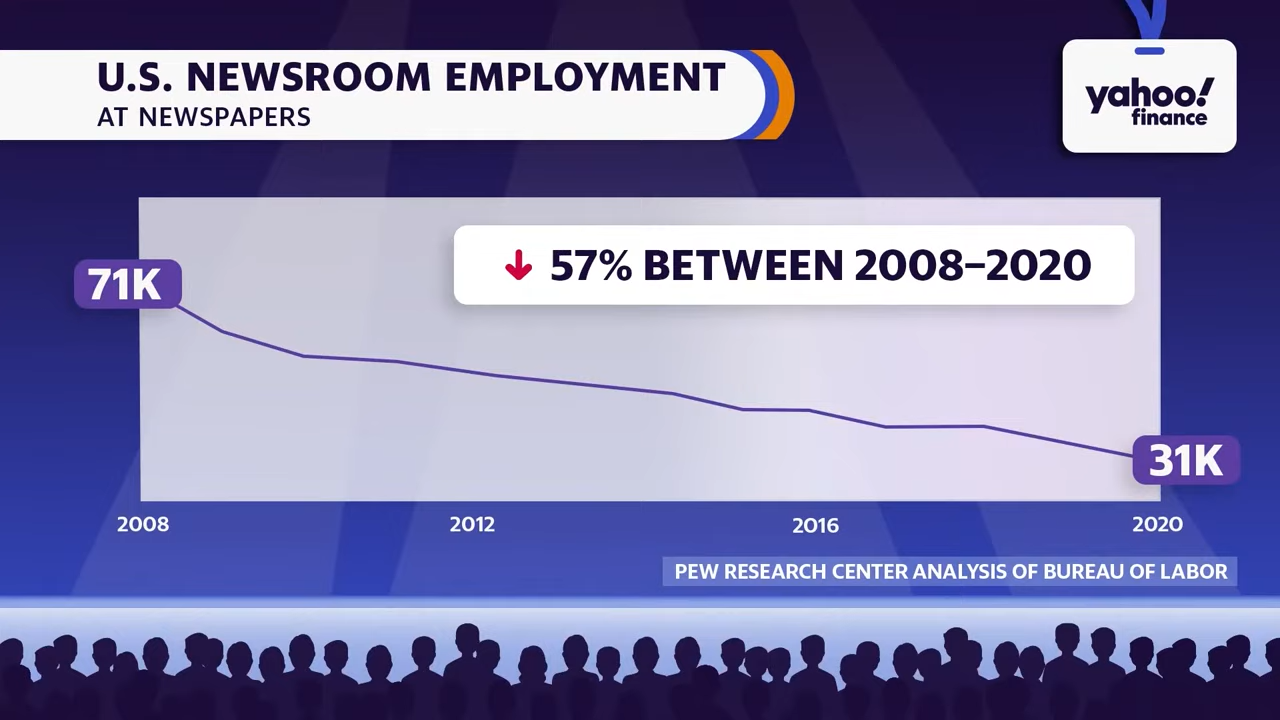 U.S. NEWSROOM EMPLOYMENT
AT NEWSPAPERS
yahoo!
finance
↓ 57% BETWEEN 2008–2020
71K
31K
2008 2012 2016 2020
PEW RESEARCH CENTER ANALYSIS OF BUREAU OF LABOR